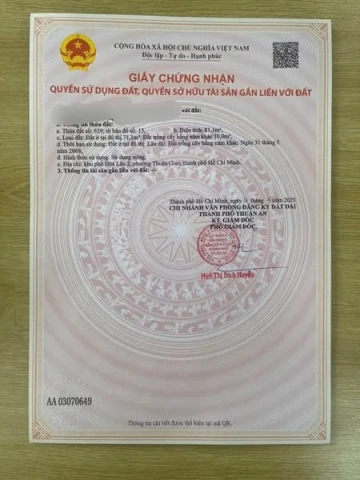 CỘNG HÒA XÃ HỘI CHỦ NGHĨA VIỆT NAM
Độc lập - Tự do - Hạnh phúc
GIẤY CHỨNG NHẬN
QUYỀN SỬ DỤNG ĐẤT, QUYỀN SỞ HỮU TÀI SẢN GẮN LIỀN VỚI ĐẤT
với đất:
2. Thông tin thửa đất:
a. Thửa đất số: 659; tờ bản đồ số: 15, b. Diện tích: 81,1m²,
c. Loại đất: Đất ở tại đô thị 71,1m²; Đất trồng cây hàng năm khác 10,0m²,
d. Thời hạn sử dụng: Đất ở tại đô thị: Lâu dài; Đất trồng cây hàng năm khác: Ngày 31 tháng
2068,
đ. Hình thức sử dụng: Sử dụng riêng,
e. Địa chỉ: khu phố Hòa Lân 2, phường Thuận Giao, thành phố Hồ Chí Minh.
3. Thông tin tài sản gắn liền với đất:
Thành phố Hồ Chí Minh, ngày tháng 2025
CHI NHÁNH VĂN PHÒNG ĐĂNG KÝ ĐẤT ĐAI
THÀNH PHỐ THUẬN AN
KT. GIÁM ĐỐC
PHÓ GIÁM ĐỐC
Ngô Thị Bích Huyền
AA 03070649
Thông tin chi tiết được thể hiện tại mã QR.